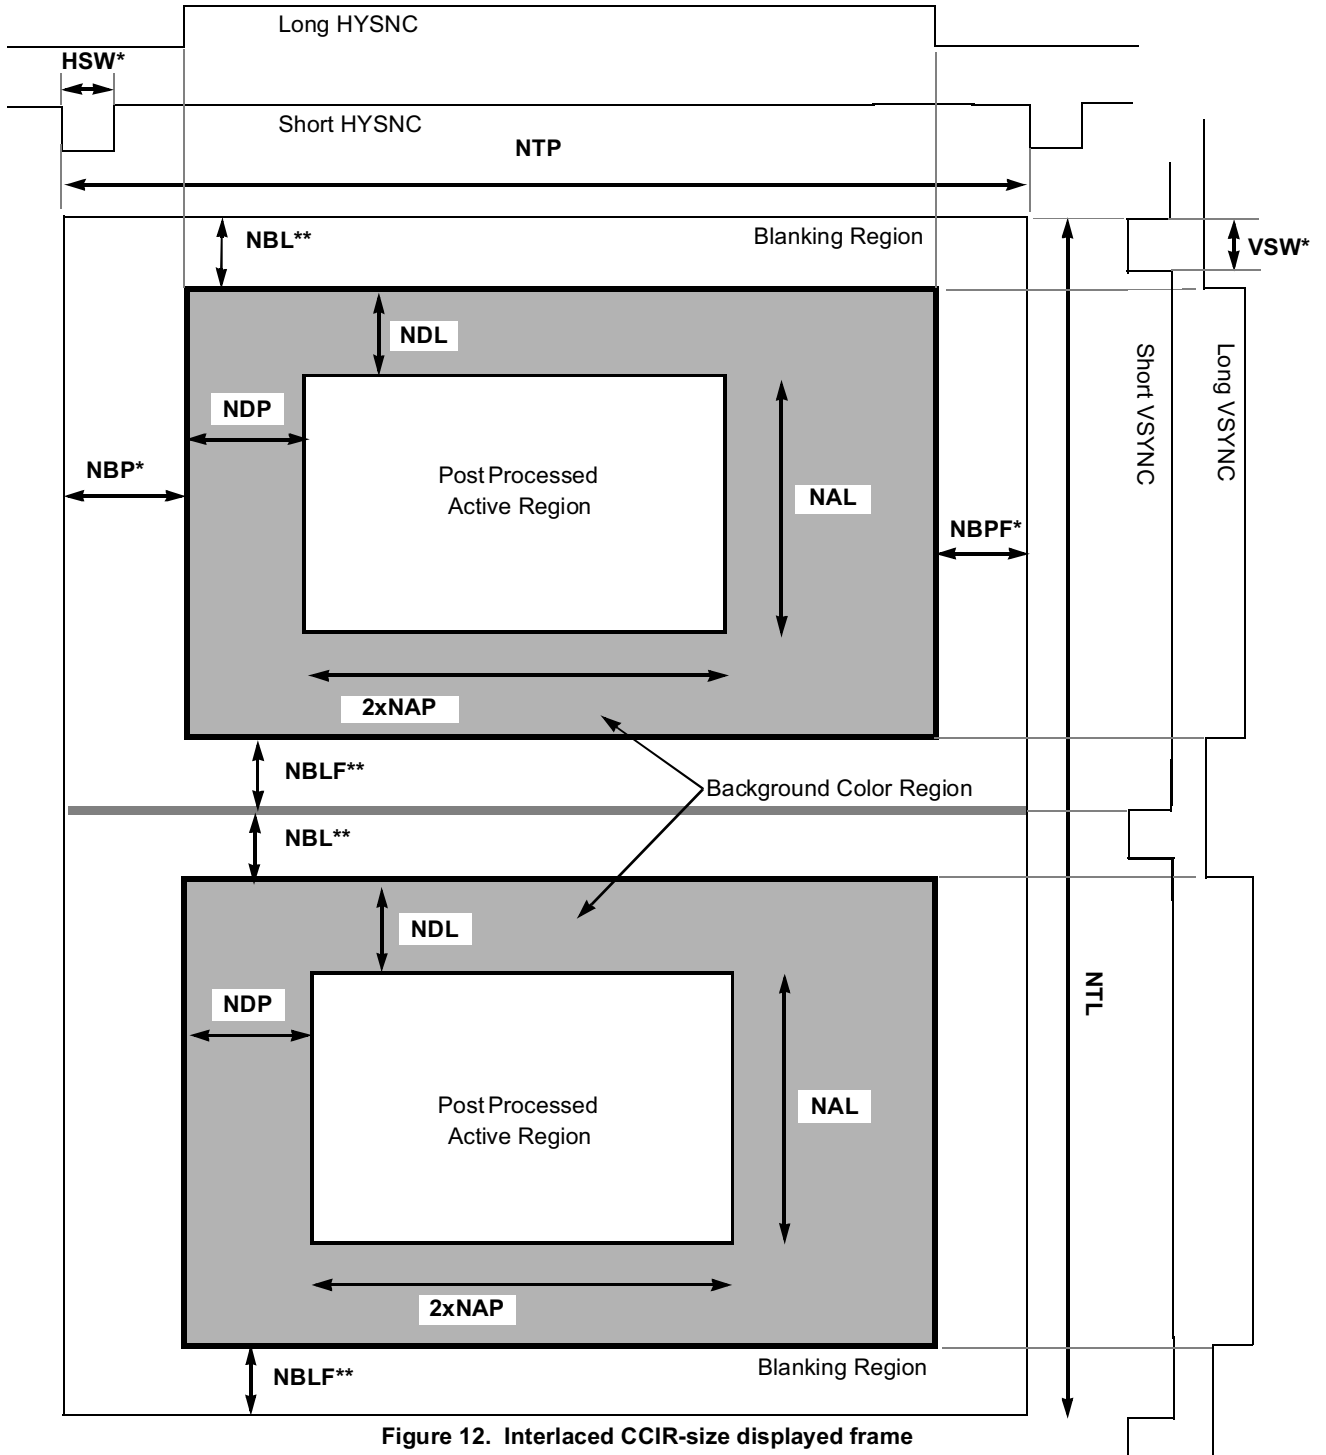 Long HYSNC
HSW*
Short HYSNC
NTP
NBL**
Blanking Region
VSW*
NDL
Short VSYNC
Long VSYNC
NDP
NBP*
Post Processed
Active Region
NAL
NBPF*
2xNAP
NBLF**
Background Color Region
NBL**
NDL
NTL
NDP
Post Processed
Active Region
NAL
2xNAP
Blanking Region
NBLF**
Figure 12. Interlaced CCIR-size displayed frame